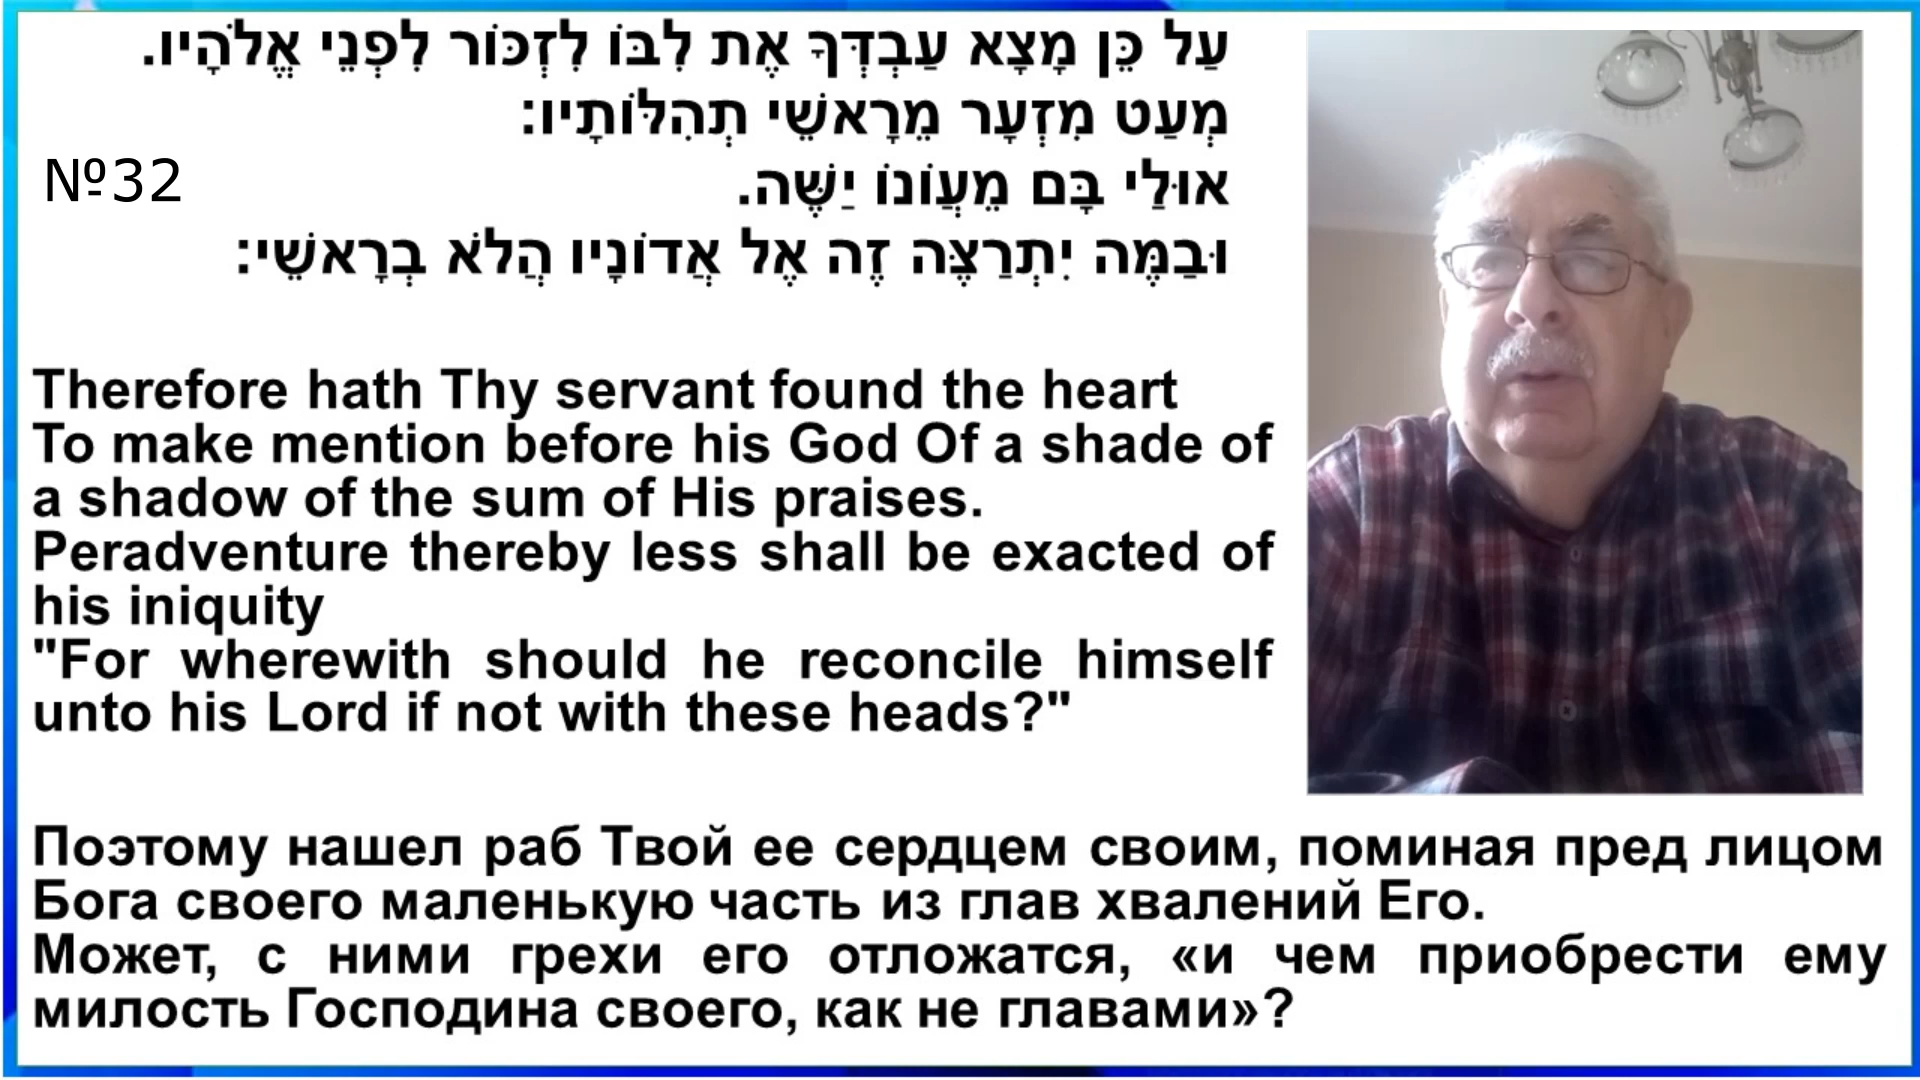 עַל כֵּן מָצָא עַבְדְּךָ אֶת לִבּוֹ לִזְכּוֹר לִפְנֵי אֱלֹהָיו.
מְעַט מִזְעָר מֵרָאשֵׁי תְהִלּוֹתָיו:
№32
אוּלַי בָּם מֵעֲוֹנוֹ יַשֶּׁה.
וּבַמֶּה יִתְרַצֶּה זֶה אֶל אֲדוֹנָיו הֲלֹא בְרָאשֵׁי:
Therefore hath Thy servant found the heart
To make mention before his God Of a shade of
a shadow of the sum of His praises.
Peradventure thereby less shall be exacted of
his iniquity
"For wherewith should he reconcile himself
unto his Lord if not with these heads?"
Поэтому нашел раб Твой ее сердцем своим, поминая пред лицом
Бога своего маленькую часть из глав хвалений Его.
Может, с ними грехи его отложатся, «и чем приобрести ему
милость Господина своего, как не главами»?